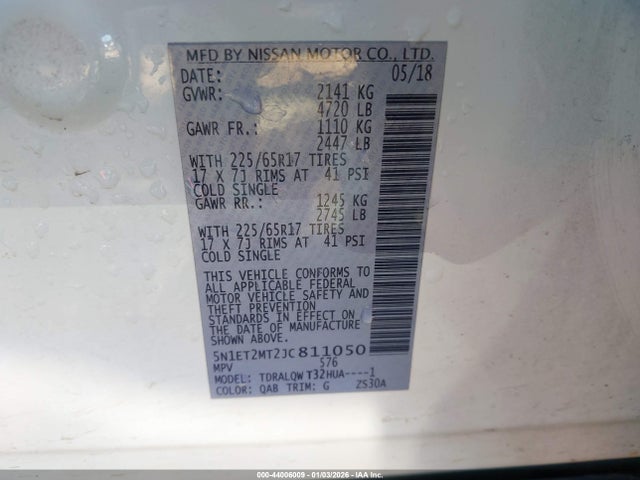 MFD BY NISSAN MOTOR CO., LTD.
DATE: 05/18
GVWR: 2141 KG
4720 LB
GAWR FR.: 1110 KG
2447 LB
WITH 225/65R17 TIRES
17 X 7J RIMS AT 41 PSI
COLD SINGLE
GAWR RR.: 1245 KG
2745 LB
WITH 225/65R17 TIRES
17 X 7J RIMS AT 41 PSI
COLD SINGLE
THIS VEHICLE CONFORMS TO
ALL APPLICABLE FEDERAL
MOTOR VEHICLE SAFETY AND
THEFT PREVENTION
STANDARDS IN EFFECT ON
THE DATE OF MANUFACTURE
SHOWN ABOVE.
5N1ET2MT2JC811050
MPV 576
MODEL: TDRALQW T32HUA----1
COLOR: QAB TRIM: G ZS30A
000-44006009 - 01/03/2026 - IAA Inc.